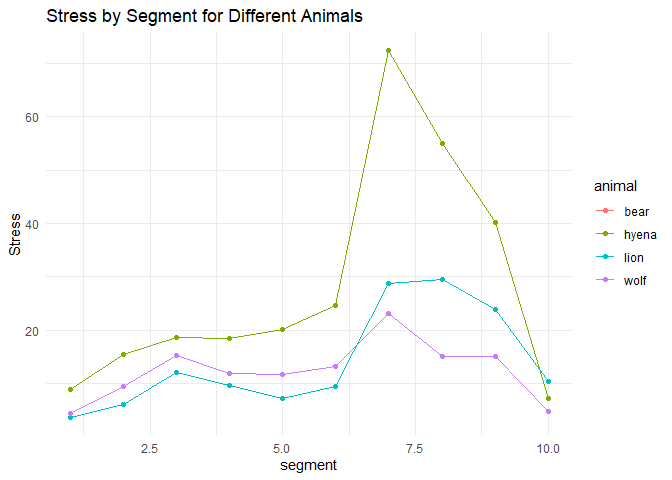 Stress by Segment for Different Animals
60
40
20
Stress
2.5 5.0 7.5 10.0
segment
animal
bear
hyena
lion
wolf